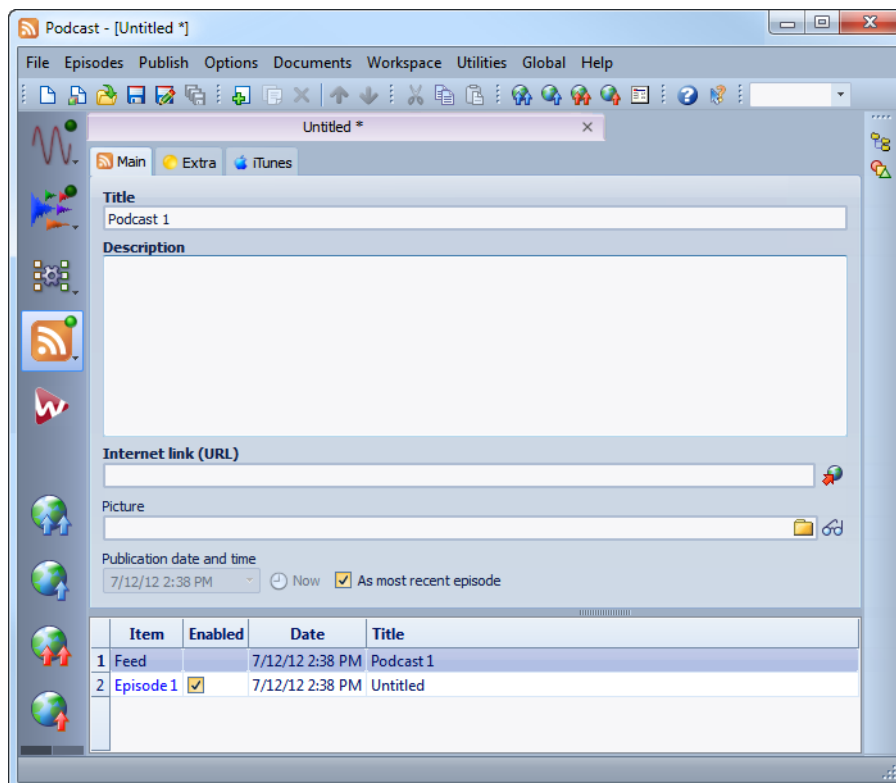 Podcast - [Untitled *]
File Episodes Publish Options Documents Workspace Utilities Global Help
Untitled *
Main Extra iTunes
Title
Podcast 1
Description
Internet link (URL)
Picture
Publication date and time
7/12/12 2:38 PM Now As most recent episode
Item Enabled Date Title
1 Feed 7/12/12 2:38 PM Podcast 1
2 Episode 1 7/12/12 2:38 PM Untitled